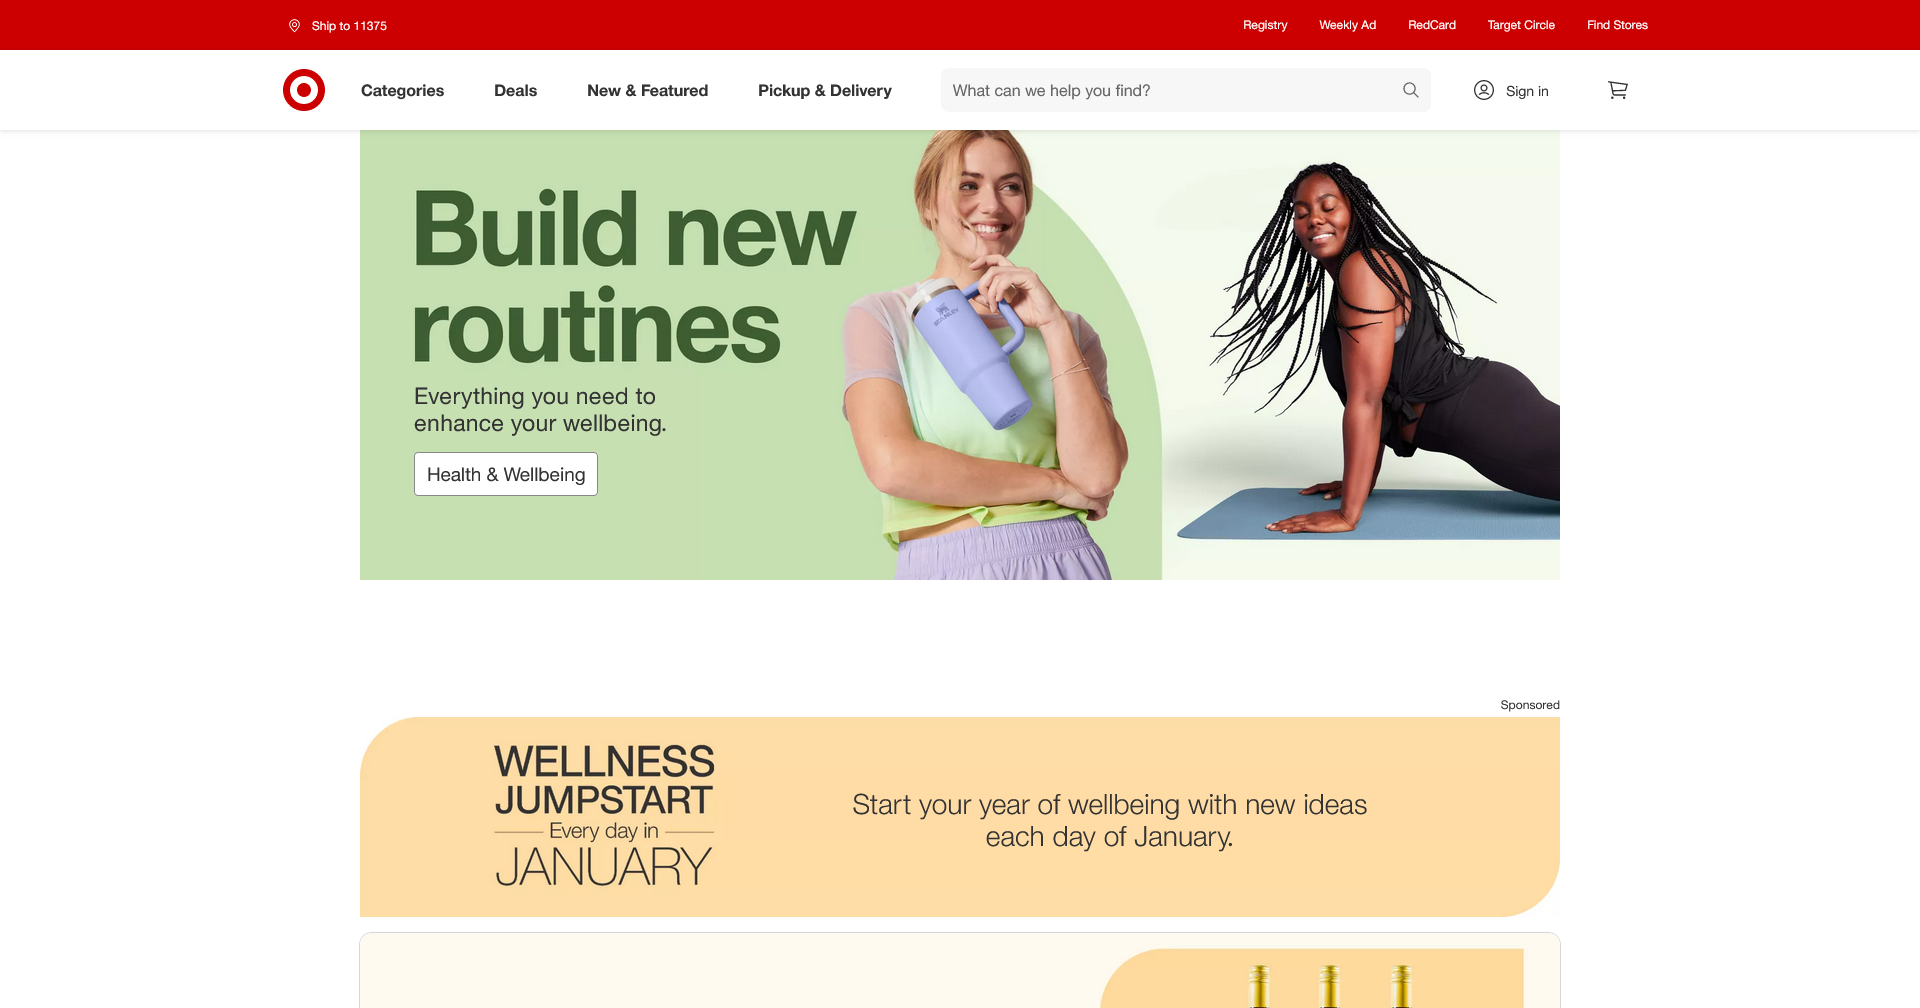 Ship to 11375
Registry
Weekly Ad
RedCard
Target Circle
Find Stores
Categories
Deals
New & Featured
Pickup & Delivery
What can we help you find?
Sign in
Build new
routines
Everything you need to
enhance your wellbeing.
Health & Wellbeing
STANLEY
Sponsored
WELLNESS
JUMPSTART
Every day in
JANUARY
Start your year of wellbeing with new ideas
each day of January.